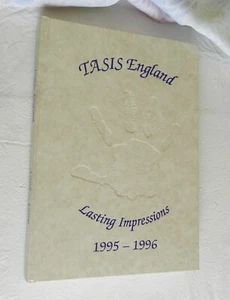 TASIS England
Lasting Impressions
1995 - 1996